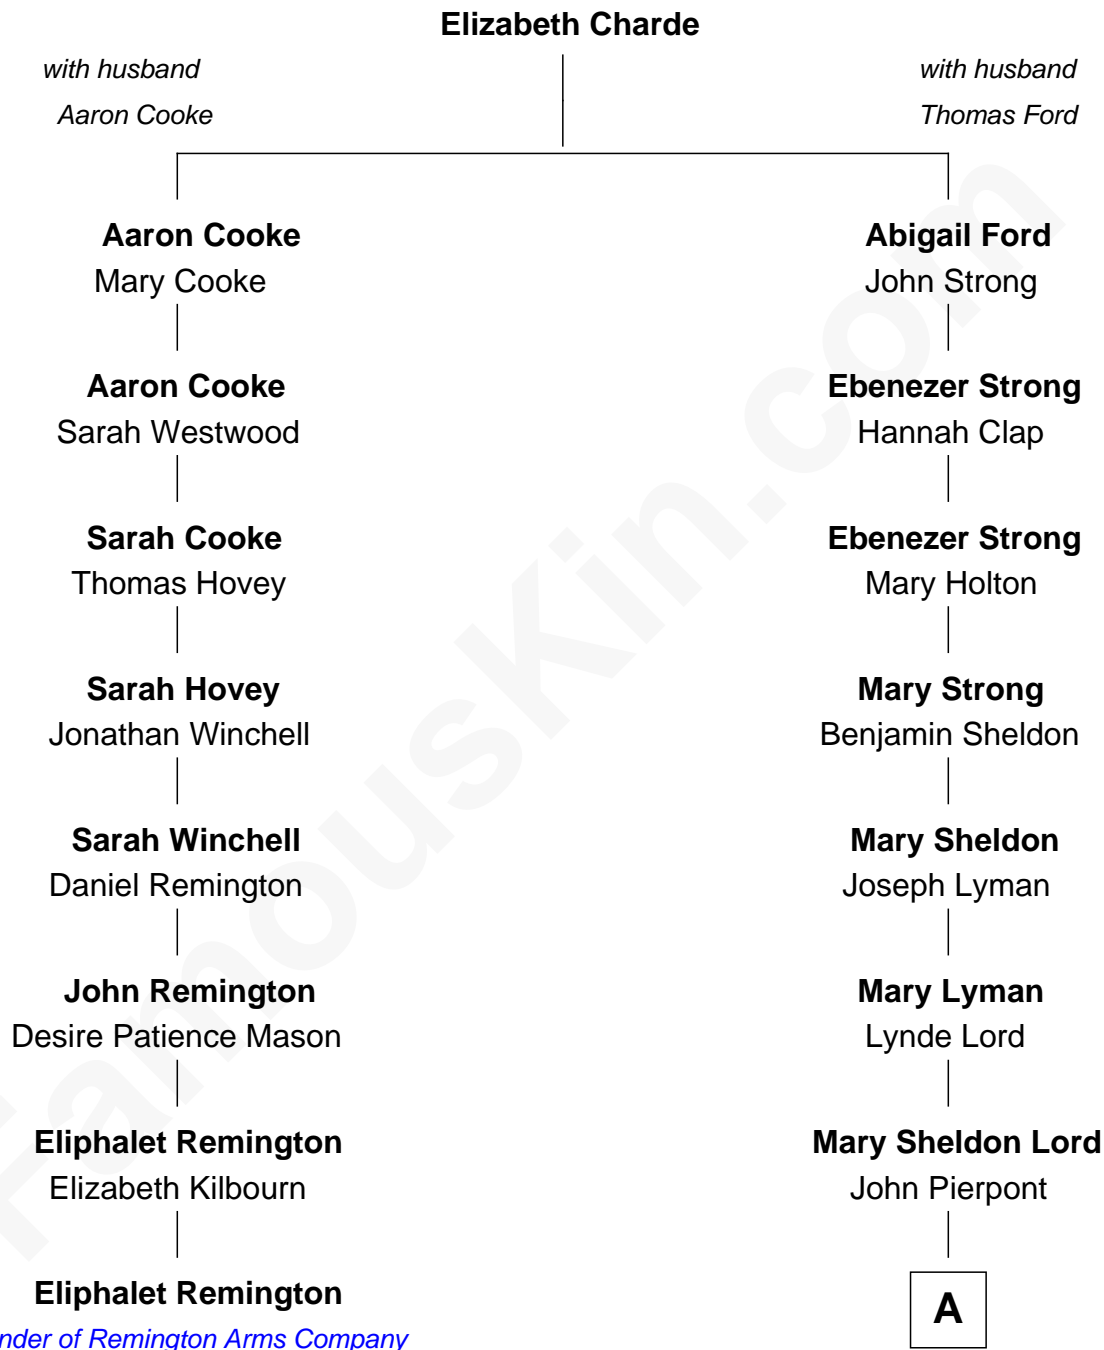 Elizabeth Charde
with husband
Aaron Cooke
with husband
Thomas Ford
Aaron Cooke
Mary Cooke
Abigail Ford
John Strong
Aaron Cooke
Sarah Westwood
Ebenezer Strong
Hannah Clap
Sarah Cooke
Thomas Hovey
Ebenezer Strong
Mary Holton
Sarah Hovey
Jonathan Winchell
Mary Strong
Benjamin Sheldon
Sarah Winchell
Daniel Remington
Mary Sheldon
Joseph Lyman
John Remington
Desire Patience Mason
Mary Lyman
Lynde Lord
Eliphalet Remington
Elizabeth Kilbourn
Mary Sheldon Lord
John Pierpont
Eliphalet Remington
nder of Remington Arms Company
A
FamousKin.com